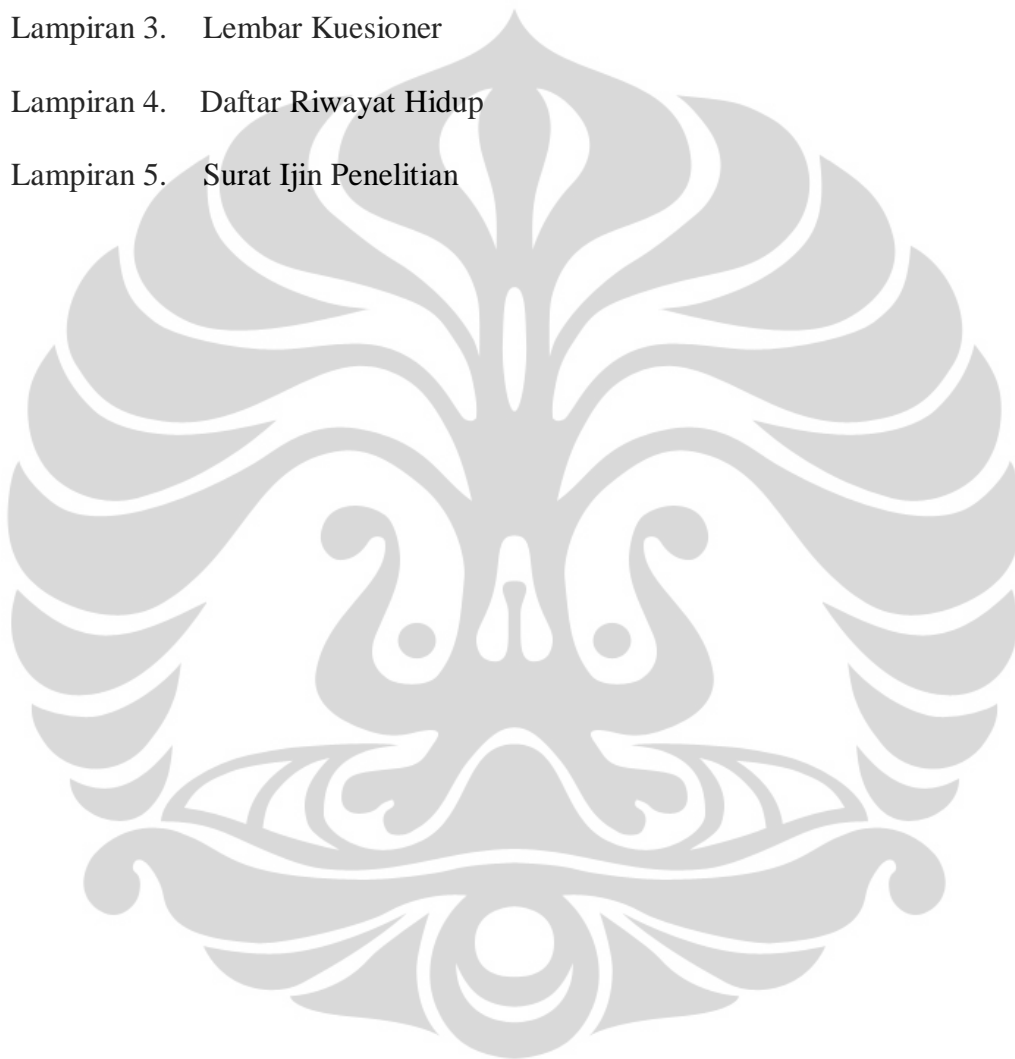 Lampiran 3. Lembar Kuesioner
Lampiran 4. Daftar Riwayat Hidup
Lampiran 5. Surat Ijin Penelitian